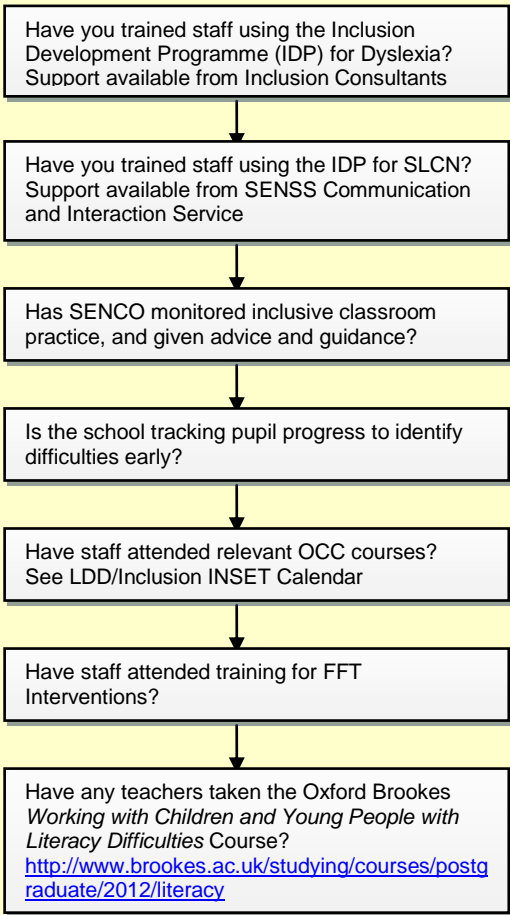 Have you trained staff using the Inclusion
Development Programme (IDP) for Dyslexia?
Support available from Inclusion Consultants
Have you trained staff using the IDP for SLCN?
Support available from SENSS Communication
and Interaction Service
Has SENCO monitored inclusive classroom
practice, and given advice and guidance?
Is the school tracking pupil progress to identify
difficulties early?
Have staff attended relevant OCC courses?
See LDD/Inclusion INSET Calendar
Have staff attended training for FFT
Interventions?
Have any teachers taken the Oxford Brookes
Working with Children and Young People with
Literacy Difficulties Course?
http://www.brookes.ac.uk/studying/courses/postg
raduate/2012/literacy